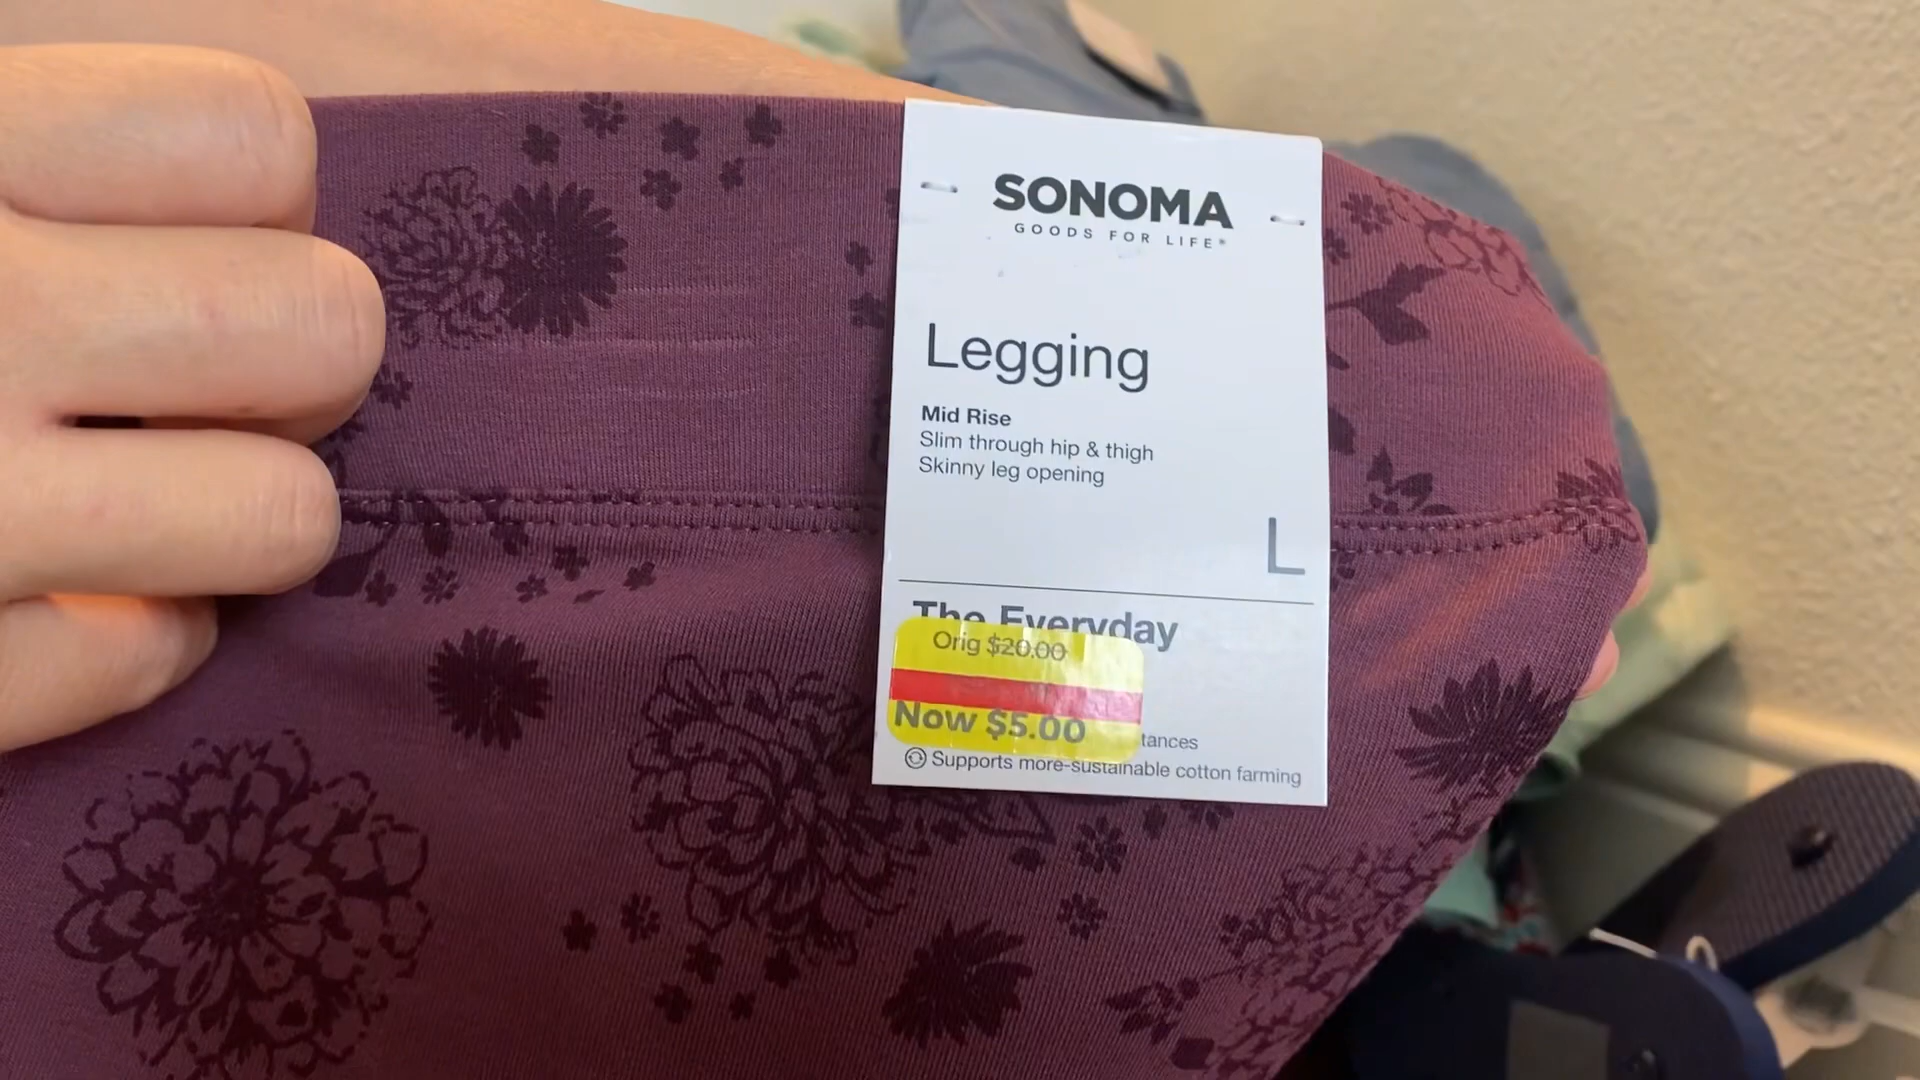 SONOMA
GOODS FOR LIFE®
Legging
Mid Rise
Slim through hip & thigh
Skinny leg opening
L
The Everyday
Orig $20.00
Now $5.00
Supports more-sustainable cotton farming